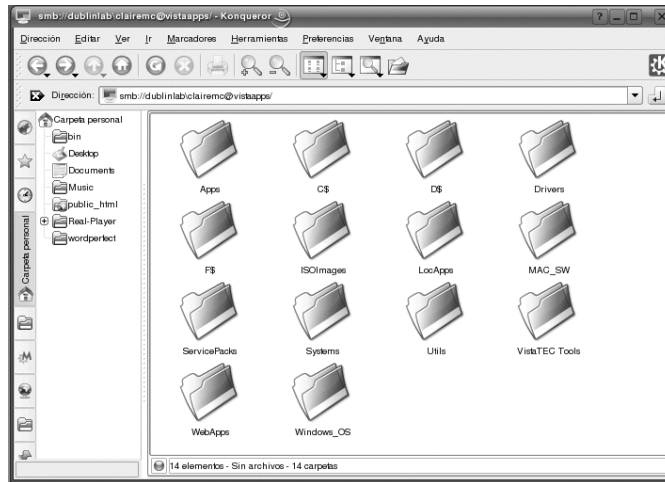 smb://dublinlab\clairemc@vistaapps/ - Konqueror
Dirección Editar Ver Ir Marcadores Herramientas Preferencias Ventana Ayuda
Dirección: smb://dublinlab\clairemc@vistaapps/
Carpeta personal
bin
Desktop
Documents
Music
public_html
Real-Player
wordperfect
Carpeta personal
Apps C$ D$ Drivers
F$ ISOImages LocApps MAC_SW
ServicePacks Systems Utils VistaTEC Tools
WebApps Windows_OS
14 elementos - Sin archivos - 14 carpetas